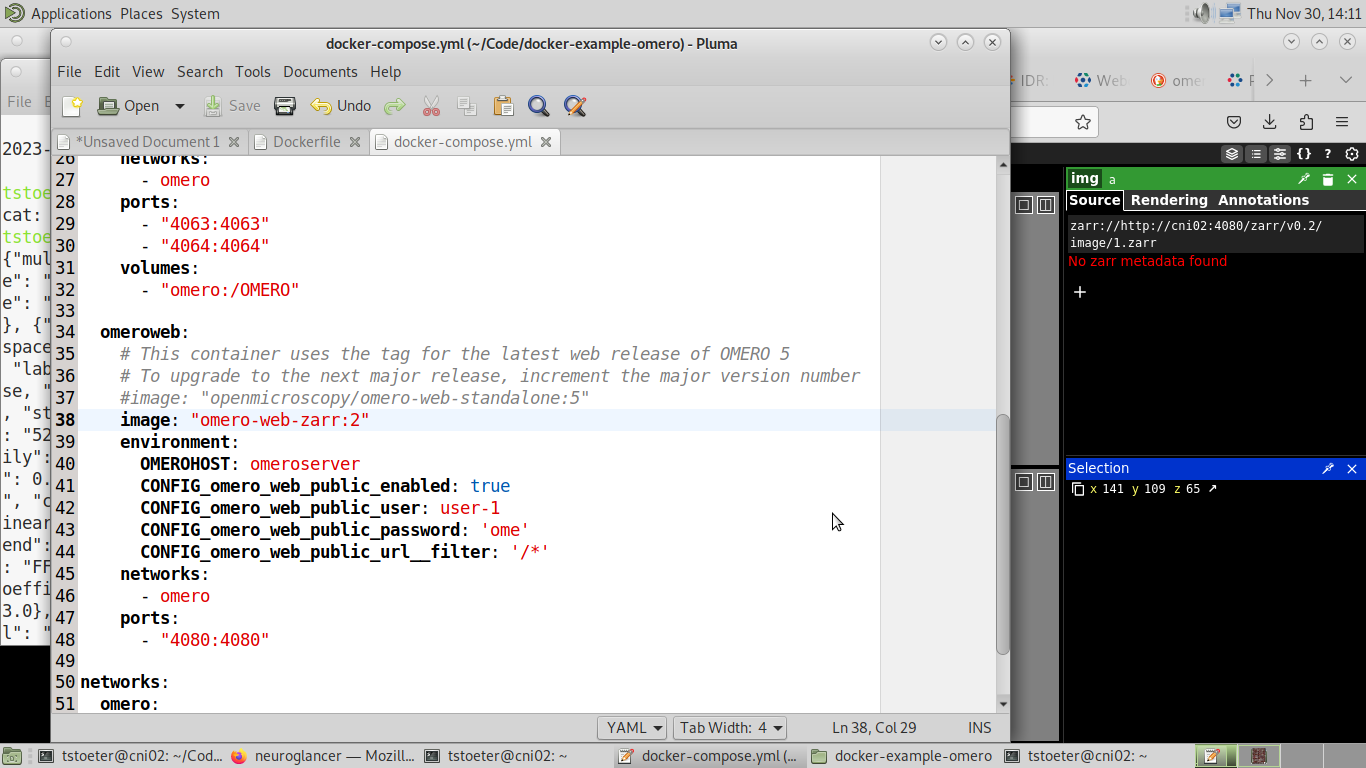 Applications Places System
Thu Nov 30, 14:11
docker-compose.yml (~/Code/docker-example-omero) - Pluma
File Edit View Search Tools Documents Help
Open Save Undo
*Unsaved Document 1 Dockerfile docker-compose.yml
26 networks:
27 - omero
28 ports:
29 - "4063:4063"
30 - "4064:4064"
31 volumes:
32 - "omero:/OMERO"
33
34 omeroweb:
35 # This container uses the tag for the latest web release of OMERO 5
36 # To upgrade to the next major release, increment the major version number
37 #image: "openmicroscopy/omero-web-standalone:5"
38 image: "omero-web-zarr:2"
39 environment:
40 OMEROHOST: omeroserver
41 CONFIG_omero_web_public_enabled: true
42 CONFIG_omero_web_public_user: user-1
43 CONFIG_omero_web_public_password: 'ome'
44 CONFIG_omero_web_public_url__filter: '/*'
45 networks:
46 - omero
47 ports:
48 - "4080:4080"
49
50 networks:
51 omero:
YAML Tab Width: 4 Ln 38, Col 29 INS
File E
2023-
tstoe
cat:
tstoe
{"mul
e": "
e": "
}, {"
space
"lab
se, "
, "st
: "52
ily":
": 0.
", "c
inear
end":
: "FF
oeffi
3.0},
l": "
IDR: Web omer
{} ?
img a
Source Rendering Annotations
zarr://http://cni02:4080/zarr/v0.2/
image/1.zarr
No zarr metadata found
+
Selection
x 141 y 109 z 65
tstoeter@cni02: ~/Cod... neuroglancer — Mozill... tstoeter@cni02: ~ docker-compose.yml (~... docker-example-omero tstoeter@cni02: ~